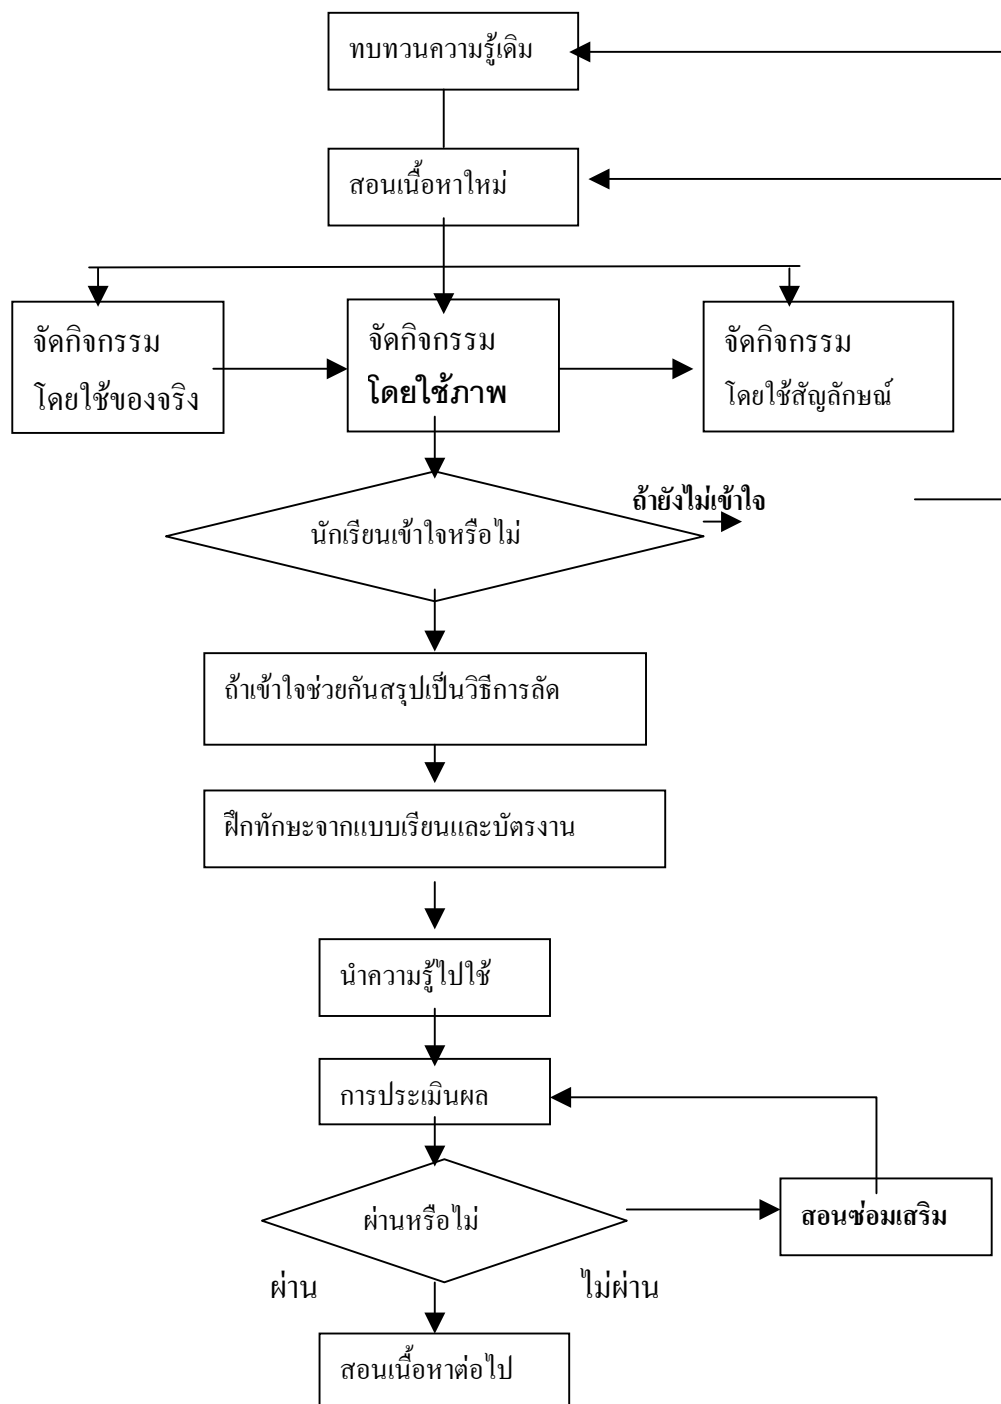 ทบทวนความรู้เดิม
สอนเนื้อหาใหม่
จัดกิจกรรม
โดยใช้ของจริง
จัดกิจกรรม
โดยใช้ภาพ
จัดกิจกรรม
โดยใช้สัญลักษณ์
ถ้ายังไม่เข้าใจ
นักเรียนเข้าใจหรือไม่
ถ้าเข้าใจช่วยกันสรุปเป็นวิธีการลัด
ฝึกทักษะจากแบบเรียนและบัตรงาน
นำความรู้ไปใช้
การประเมินผล
ผ่านหรือไม่
สอนซ่อมเสริม
ผ่าน
ไม่ผ่าน
สอนเนื้อหาต่อไป